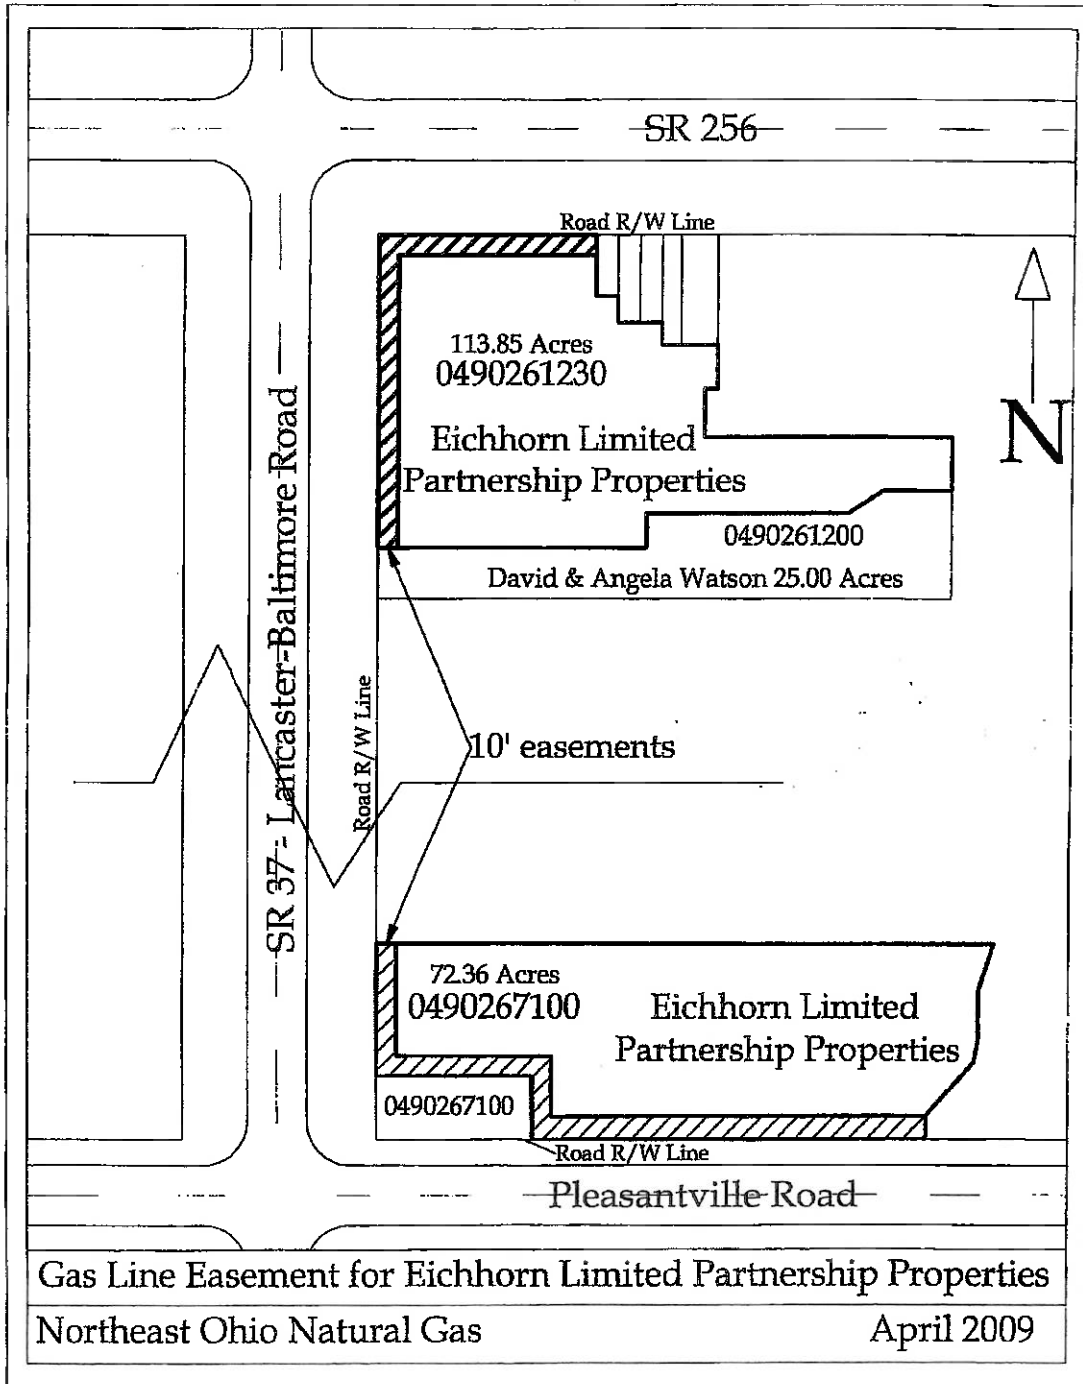 SR 256
Road R/W Line
113.85 Acres
0490261230
Eichhorn Limited
Partnership Properties
N
0490261200
David & Angela Watson 25.00 Acres
SR 37 - Lancaster-Baltimore Road
Road R/W Line
10' easements
72.36 Acres
0490267100
Eichhorn Limited
Partnership Properties
0490267100
Road R/W Line
Pleasantville Road
Gas Line Easement for Eichhorn Limited Partnership Properties
Northeast Ohio Natural Gas
April 2009